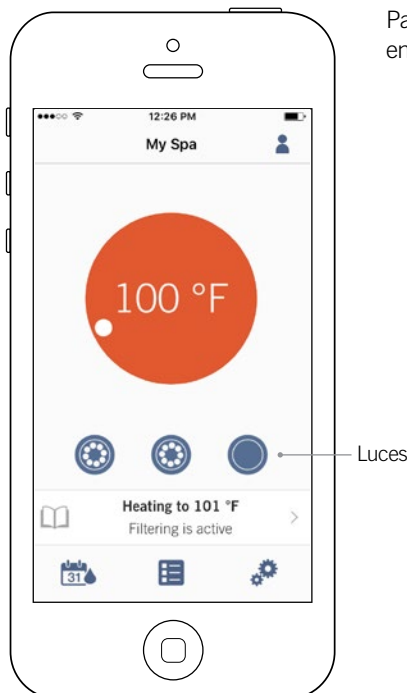 Pa
en
12:26 PM
My Spa
100 °F
Luces
Heating to 101 °F
Filtering is active
31